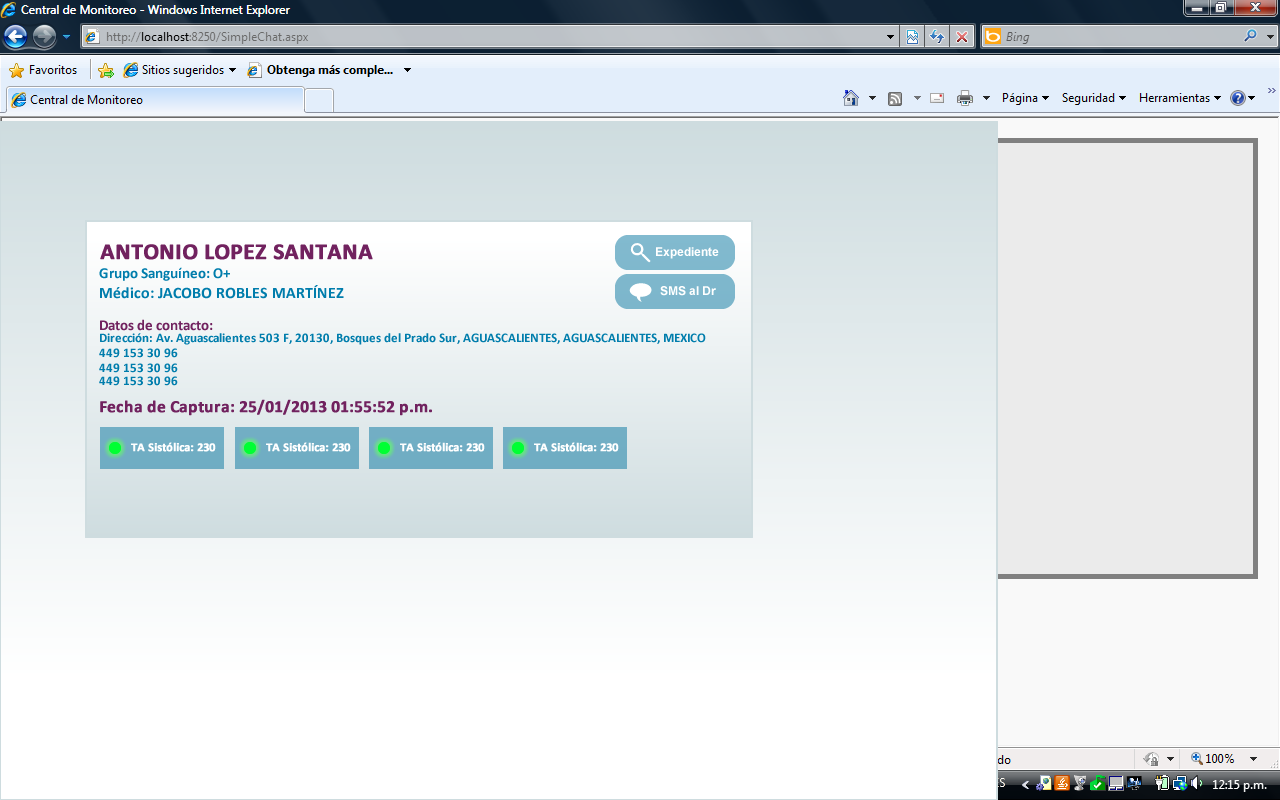 Central de Monitoreo - Windows Internet Explorer
http://localhost:8250/SimpleChat.aspx
Bing
Favoritos
Sitios sugeridos
Obtenga más comple...
Central de Monitoreo
Página
Seguridad
Herramientas
ANTONIO LOPEZ SANTANA
Expediente
Grupo Sanguíneo: O+
SMS al Dr
Médico: JACOBO ROBLES MARTÍNEZ
Datos de contacto:
Dirección: Av. Aguascalientes 503 F, 20130, Bosques del Prado Sur, AGUASCALIENTES, AGUASCALIENTES, MEXICO
449 153 30 96
449 153 30 96
449 153 30 96
Fecha de Captura: 25/01/2013 01:55:52 p.m.
TA Sistólica: 230
TA Sistólica: 230
TA Sistólica: 230
TA Sistólica: 230
do
100%
12:15 p.m.